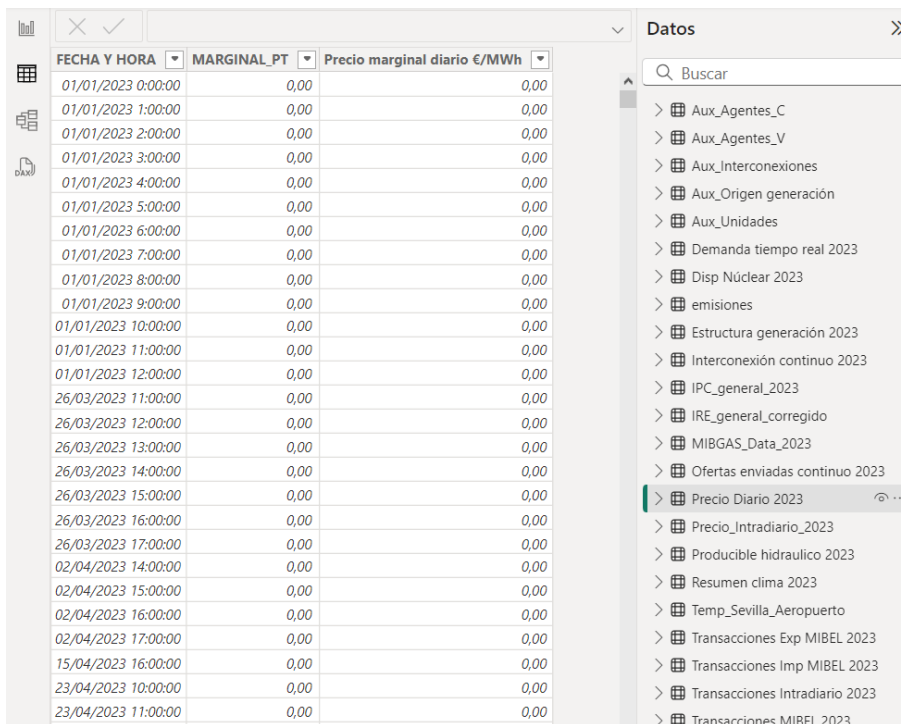 Datos
FECHA Y HORA MARGINAL_PT Precio marginal diario €/MWh
01/01/2023 0:00:00 0,00 0,00
01/01/2023 1:00:00 0,00 0,00
01/01/2023 2:00:00 0,00 0,00
01/01/2023 3:00:00 0,00 0,00
01/01/2023 4:00:00 0,00 0,00
01/01/2023 5:00:00 0,00 0,00
01/01/2023 6:00:00 0,00 0,00
01/01/2023 7:00:00 0,00 0,00
01/01/2023 8:00:00 0,00 0,00
01/01/2023 9:00:00 0,00 0,00
01/01/2023 10:00:00 0,00 0,00
01/01/2023 11:00:00 0,00 0,00
01/01/2023 12:00:00 0,00 0,00
26/03/2023 11:00:00 0,00 0,00
26/03/2023 12:00:00 0,00 0,00
26/03/2023 13:00:00 0,00 0,00
26/03/2023 14:00:00 0,00 0,00
26/03/2023 15:00:00 0,00 0,00
26/03/2023 16:00:00 0,00 0,00
26/03/2023 17:00:00 0,00 0,00
02/04/2023 14:00:00 0,00 0,00
02/04/2023 15:00:00 0,00 0,00
02/04/2023 16:00:00 0,00 0,00
02/04/2023 17:00:00 0,00 0,00
15/04/2023 16:00:00 0,00 0,00
23/04/2023 10:00:00 0,00 0,00
23/04/2023 11:00:00 0,00 0,00
DAX
Buscar
Aux_Agentes_C
Aux_Agentes_V
Aux_Interconexiones
Aux_Origen generación
Aux_Unidades
Demanda tiempo real 2023
Disp Núclear 2023
emisiones
Estructura generación 2023
Interconexión continuo 2023
IPC_general_2023
IRE_general_corregido
MIBGAS_Data_2023
Ofertas enviadas continuo 2023
Precio Diario 2023
Precio_Intradiario_2023
Producible hidraulico 2023
Resumen clima 2023
Temp_Sevilla_Aeropuerto
Transacciones Exp MIBEL 2023
Transacciones Imp MIBEL 2023
Transacciones Intradiario 2023
Transacciones MIBEL 2023